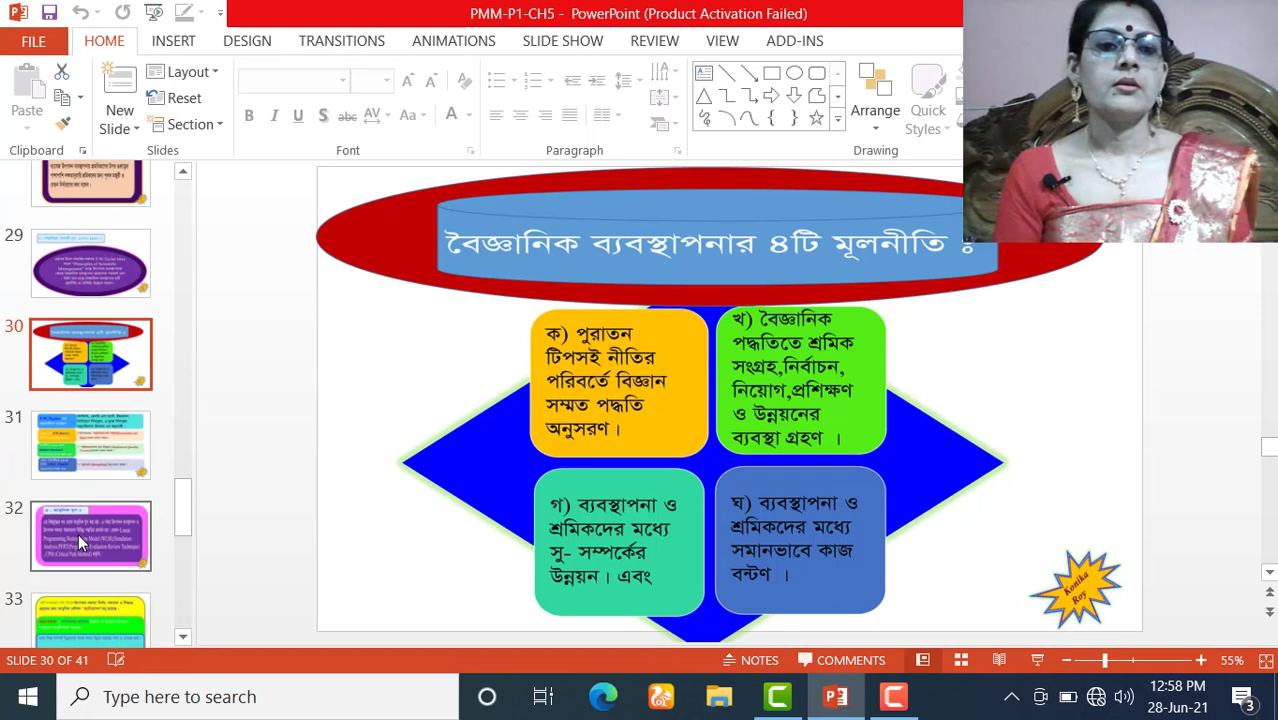 PMM-P1-CH5 - PowerPoint (Product Activation Failed)
FILE HOME INSERT DESIGN TRANSITIONS ANIMATIONS SLIDE SHOW REVIEW VIEW ADD-INS
Paste
New Slide
Layout
Reset
Section
Arrange
Quick Styles
Clipboard Slides Font Paragraph Drawing
29
30
31
32
33
বৈজ্ঞানিক ব্যবস্থাপনার ৪টি মূলনীতি ঃ
ক) পুরাতন
টিপসই নীতির
পরিবর্তে বিজ্ঞান
সম্মত পদ্ধতি
অনুসরণ।
খ) বৈজ্ঞানিক
পদ্ধতিতে শ্রমিক
সংগ্রহ,নির্বাচন,
নিয়োগ,প্রশিক্ষণ
ও উন্নয়নের
ব্যবস্থা গ্রহণ ।
গ) ব্যবস্থাপনা ও
শ্রমিকদের মধ্যে
সু- সম্পর্কের
উন্নয়ন। এবং
ঘ) ব্যবস্থাপনা ও
শ্রমিকদের মধ্যে
সমানভাবে কাজ
বন্টণ ।
Konika
Roy
SLIDE 30 OF 41
NOTES COMMENTS 55%
Type here to search
12:58 PM
28-Jun-21
3